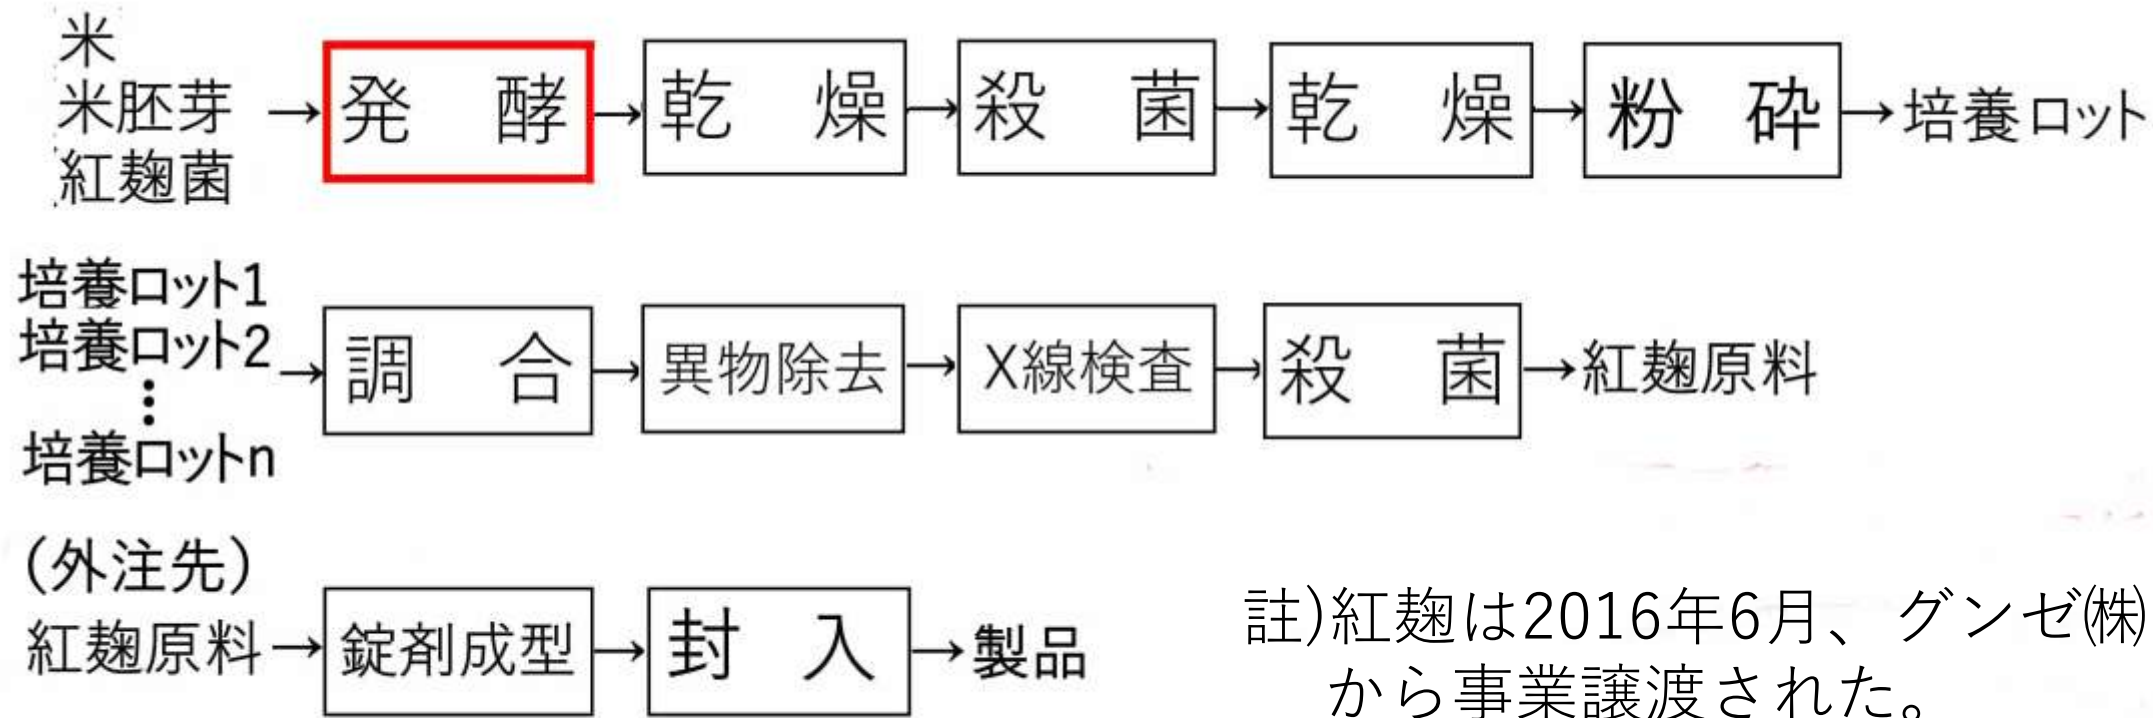 米
米胚芽
紅麹菌
→ 発酵 → 乾燥 → 殺菌 → 乾燥 → 粉砕 → 培養ロット
培養ロット1
培養ロット2
⋮
培養ロットn
→ 調合 → 異物除去 → X線検査 → 殺菌 → 紅麹原料
(外注先)
紅麹原料 → 錠剤成型 → 封入 → 製品
註)紅麹は2016年6月、グンゼ㈱
から事業譲渡された。